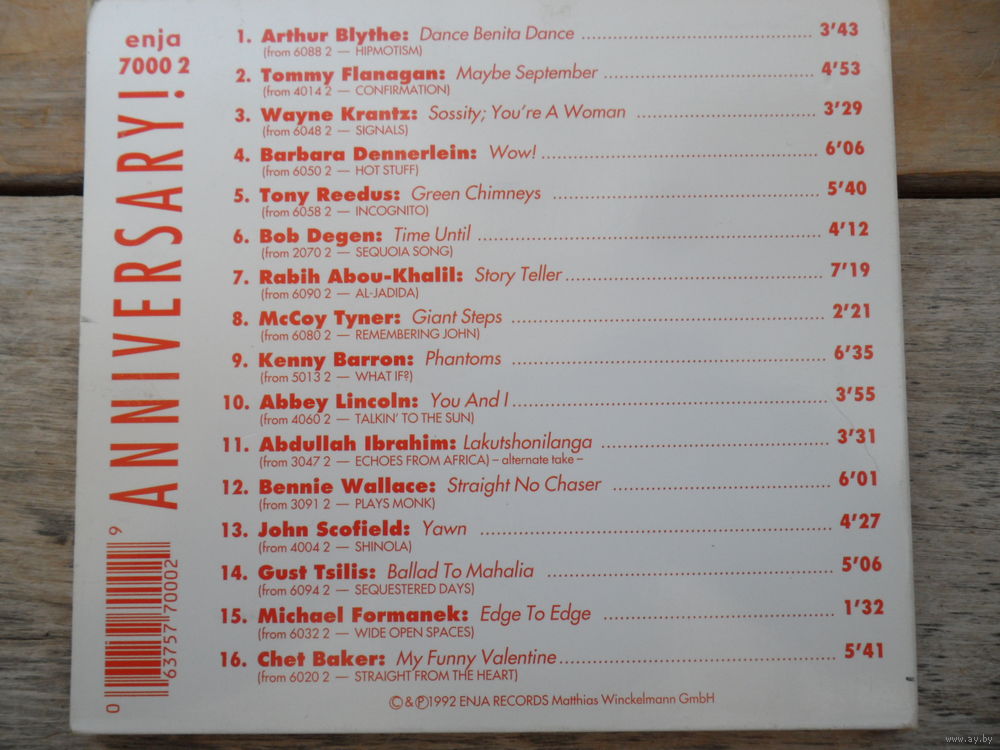 enja
7000 2
ANNIVERSARY!
1. Arthur Blythe: Dance Benita Dance 3'43
(from 6088 2 — HIPMOTISM)
2. Tommy Flanagan: Maybe September 4'53
(from 4014 2 — CONFIRMATION)
3. Wayne Krantz: Sossity; You're A Woman 3'29
(from 6048 2 — SIGNALS)
4. Barbara Dennerlein: Wow! 6'06
(from 6050 2 — HOT STUFF)
5. Tony Reedus: Green Chimneys 5'40
(from 6058 2 — INCOGNITO)
6. Bob Degen: Time Until 4'12
(from 2070 2 — SEQUOIA SONG)
7. Rabih Abou-Khalil: Story Teller 7'19
(from 6090 2 — AL-JADIDA)
8. McCoy Tyner: Giant Steps 2'21
(from 6080 2 — REMEMBERING JOHN)
9. Kenny Barron: Phantoms 6'35
(from 5013 2 — WHAT IF?)
10. Abbey Lincoln: You And I 3'55
(from 4060 2 — TALKIN' TO THE SUN)
11. Abdullah Ibrahim: Lakutshonilanga 3'31
(from 3047 2 — ECHOES FROM AFRICA) – alternate take –
12. Bennie Wallace: Straight No Chaser 6'01
(from 3091 2 — PLAYS MONK)
13. John Scofield: Yawn 4'27
(from 4004 2 — SHINOLA)
14. Gust Tsilis: Ballad To Mahalia 5'06
(from 6094 2 — SEQUESTERED DAYS)
15. Michael Formanek: Edge To Edge 1'32
(from 6032 2 — WIDE OPEN SPACES)
16. Chet Baker: My Funny Valentine 5'41
(from 6020 2 — STRAIGHT FROM THE HEART)
© & ℗ 1992 ENJA RECORDS Matthias Winckelmann GmbH
0 63757 70002 9
www.ay.by